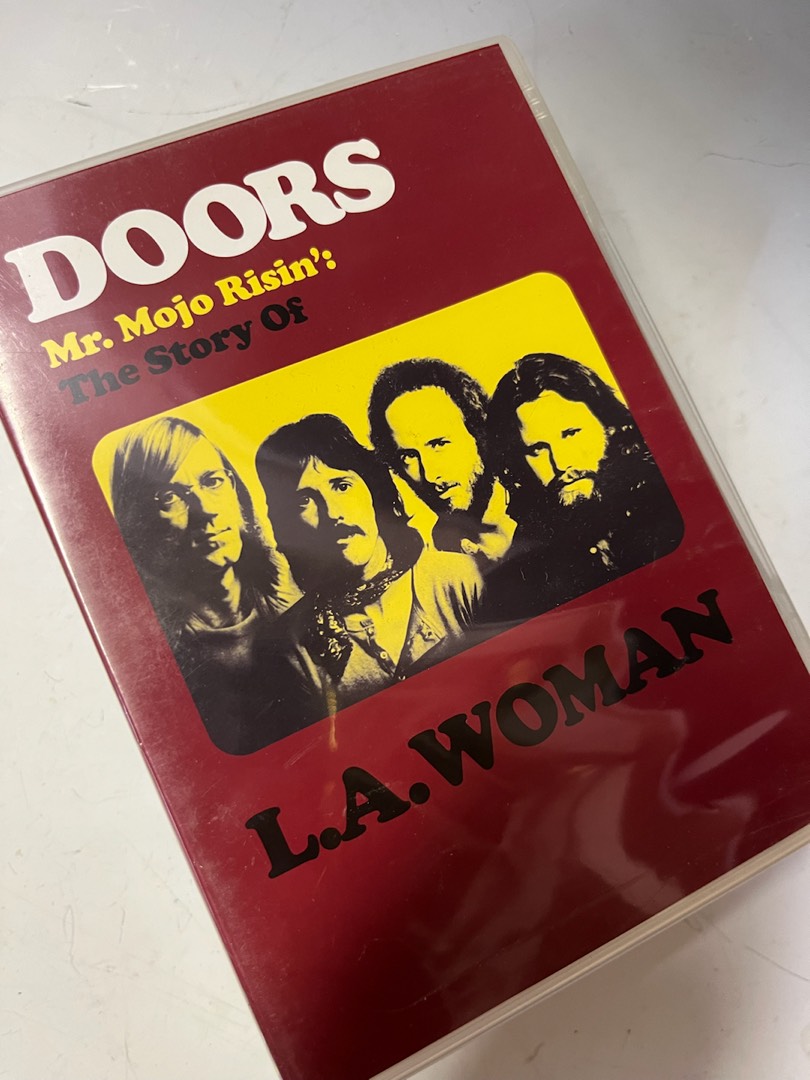 DOORS
Mr. Mojo Risin':
The Story Of
L.A. WOMAN